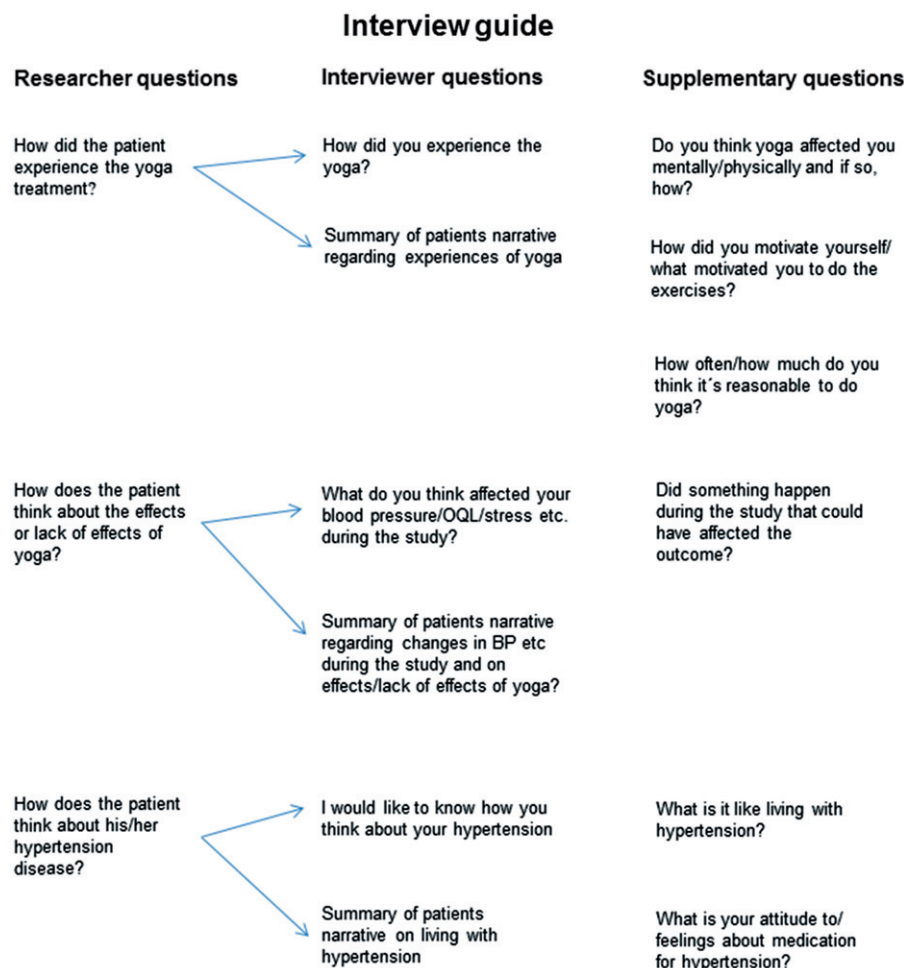 Interview guide
Researcher questions
Interviewer questions
Supplementary questions
How did the patient
experience the yoga
treatment?
How did you experience the
yoga?
Summary of patients narrative
regarding experiences of yoga
Do you think yoga affected you
mentally/physically and if so,
how?
How did you motivate yourself/
what motivated you to do the
exercises?
How often/how much do you
think it´s reasonable to do
yoga?
How does the patient
think about the effects
or lack of effects of
yoga?
What do you think affected your
blood pressure/OQL/stress etc.
during the study?
Summary of patients narrative
regarding changes in BP etc
during the study and on
effects/lack of effects of yoga?
Did something happen
during the study that could
have affected the
outcome?
How does the patient
think about his/her
hypertension
disease?
I would like to know how you
think about your hypertension
Summary of patients
narrative on living with
hypertension
What is it like living with
hypertension?
What is your attitude to/
feelings about medication
for hypertension?